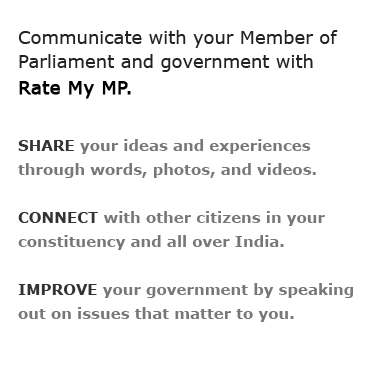 Communicate with your Member of
Parliament and government with
Rate My MP.
SHARE your ideas and experiences
through words, photos, and videos.
CONNECT with other citizens in your
constituency and all over India.
IMPROVE your government by speaking
out on issues that matter to you.